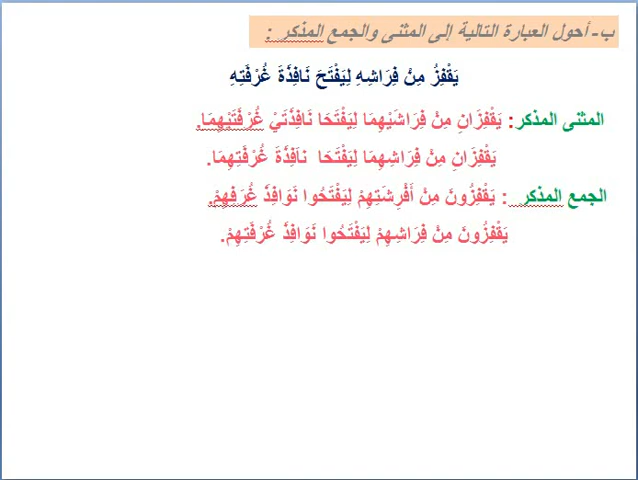 ب- أحول العبارة التالية إلى المثنى والجمع المذكر :
يَقْفِزُ مِنْ فِرَاشِهِ لِيَفْتَحَ نَافِذَةَ غُرْفَتِهِ
المثنى المذكر: يَقْفِزَانِ مِنْ فِرَاشَيْهِمَا لِيَفْتَحَا نَافِذَتَيْ غُرْفَتَيْهِمَا.
يَقْفِزَانِ مِنْ فِرَاشِهِمَا لِيَفْتَحَا نَاَفِذَةَ غُرْفَتِهِمَا.
الجمع المذكر : يَقْفِزُونَ مِنْ أَفْرِشَتِهِمْ لِيَفْتَحُوا نَوَافِذَ غُرَفِهِمْ.
يَقْفِزُونَ مِنْ فِرَاشِهِمْ لِيَفْتَحُوا نَوَافِذَ غُرْفَتِهِمْ.